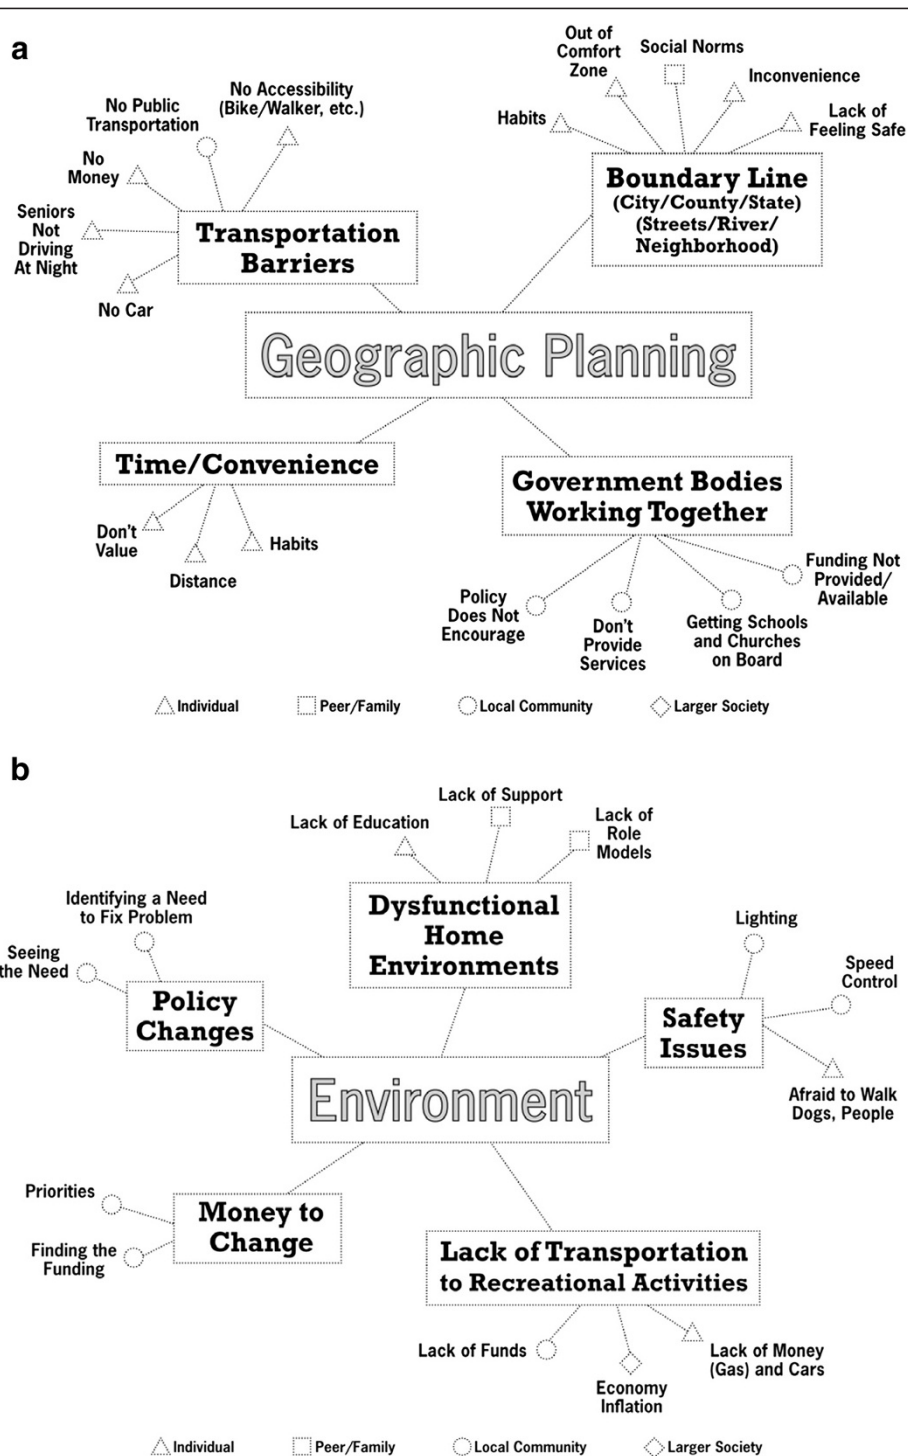 a
Out of
Comfort
Zone
Social Norms
Inconvenience
Habits
Lack of
Feeling Safe
No Accessibility
(Bike/Walker, etc.)
No Public
Transportation
No
Money
Seniors
Not
Driving
At Night
No Car
Boundary Line
(City/County/State)
(Streets/River/
Neighborhood)
Transportation
Barriers
Geographic Planning
Time/Convenience
Don't
Value
Distance
Habits
Government Bodies
Working Together
Policy
Does Not
Encourage
Don't
Provide
Services
Getting Schools
and Churches
on Board
Funding Not
Provided/
Available
Individual
Peer/Family
Local Community
Larger Society
b
Lack of Education
Lack of Support
Lack of
Role
Models
Dysfunctional
Home
Environments
Identifying a Need
to Fix Problem
Seeing
the Need
Policy
Changes
Lighting
Speed
Control
Safety
Issues
Afraid to Walk
Dogs, People
Environment
Priorities
Finding the
Funding
Money to
Change
Lack of Transportation
to Recreational Activities
Lack of Funds
Economy
Inflation
Lack of Money
(Gas) and Cars
Individual
Peer/Family
Local Community
Larger Society